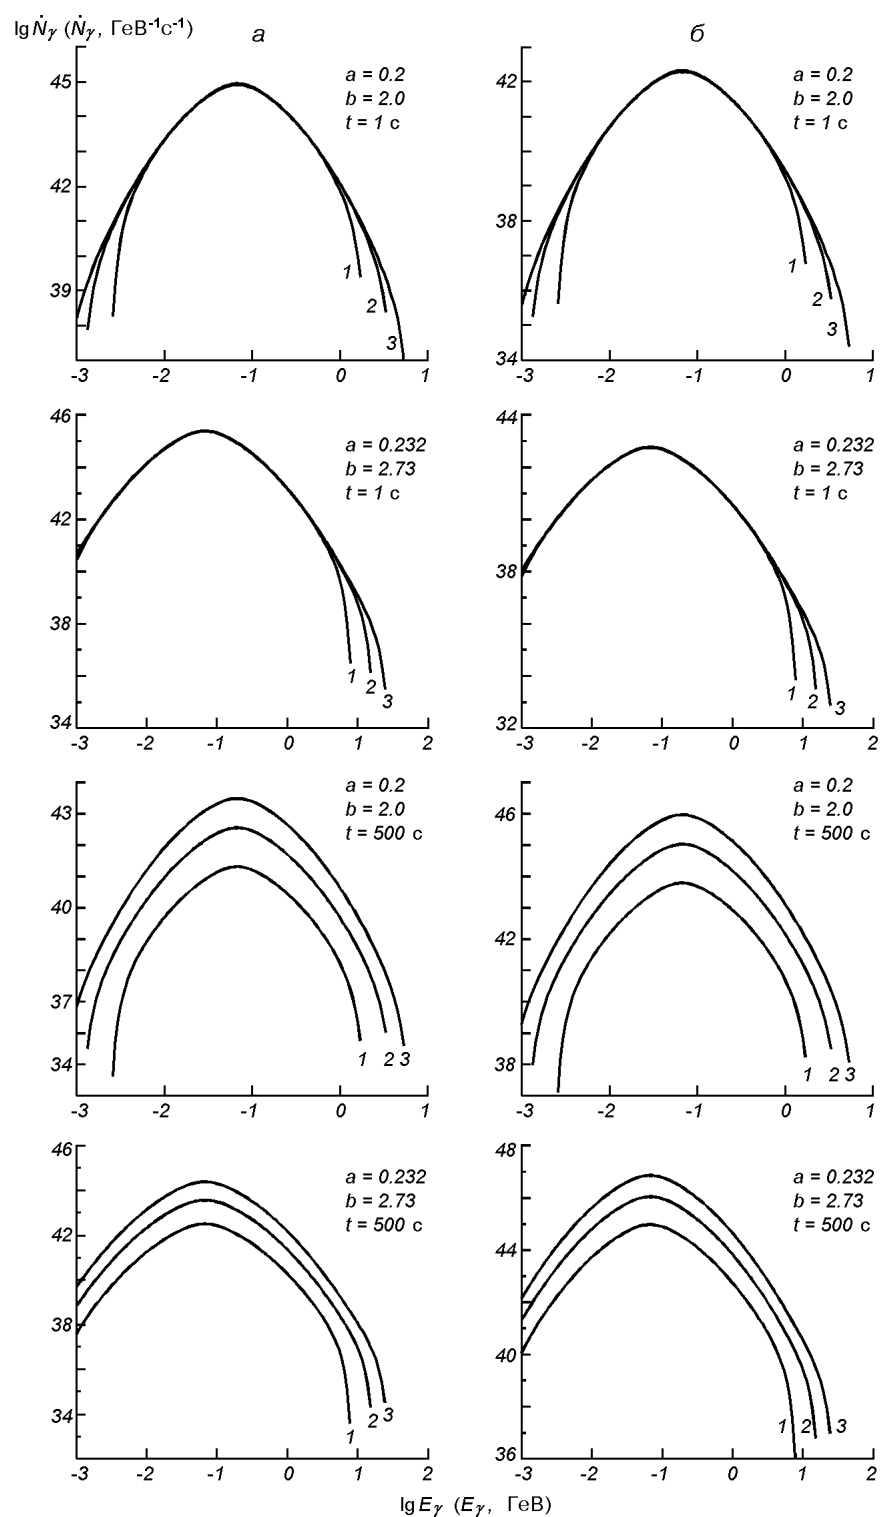 lg Ṅγ (Ṅγ, ГеВ⁻¹с⁻¹)
а
б
45
42
39
-3 -2 -1 0 1
a = 0.2
b = 2.0
t = 1 с
1
2
3
42
38
34
-3 -2 -1 0 1
a = 0.2
b = 2.0
t = 1 с
1
2
3
46
42
38
34
-3 -2 -1 0 1 2
a = 0.232
b = 2.73
t = 1 с
1
2
3
44
38
32
-3 -2 -1 0 1 2
a = 0.232
b = 2.73
t = 1 с
1
2
3
43
40
37
34
-3 -2 -1 0 1
a = 0.2
b = 2.0
t = 500 с
1 2 3
46
42
38
-3 -2 -1 0 1
a = 0.2
b = 2.0
t = 500 с
1 2 3
46
42
38
34
-3 -2 -1 0 1 2
a = 0.232
b = 2.73
t = 500 с
1 2 3
48
44
40
36
-3 -2 -1 0 1 2
a = 0.232
b = 2.73
t = 500 с
1 2 3
lg Eγ (Eγ, ГеВ)